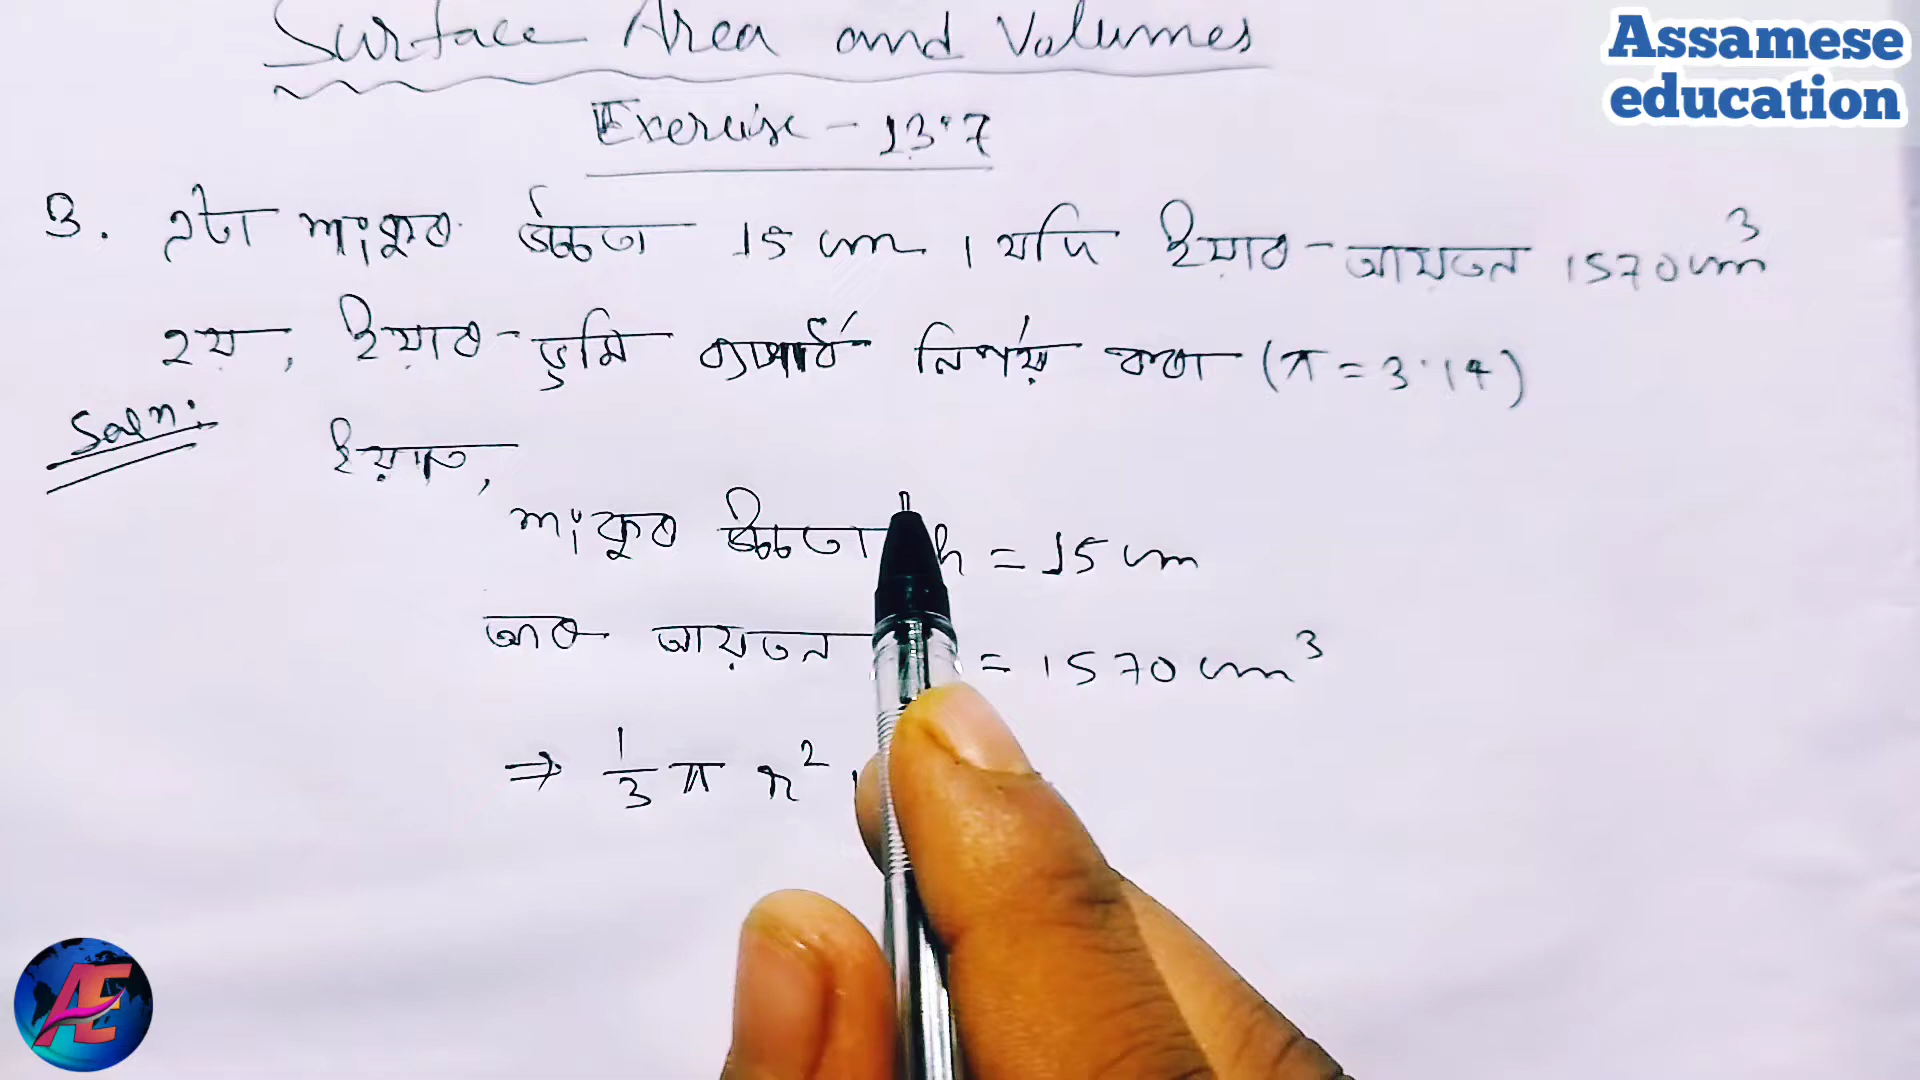 Surface Area and Volumes
Assamese education
Exercise - 13.7
3. এটা শংকুৰ উচ্চতা 15 cm । যদি ইয়াৰ আয়তন 1570 cm³
হয়, ইয়াৰ ভূমি ব্যাসাৰ্ধ নিৰ্ণয় কৰা (π = 3.14)
Soln:
ইয়াত,
শংকুৰ উচ্চতা h = 15 cm
আৰু আয়তন = 1570 cm³
⇒ 1/3 π r²
AE